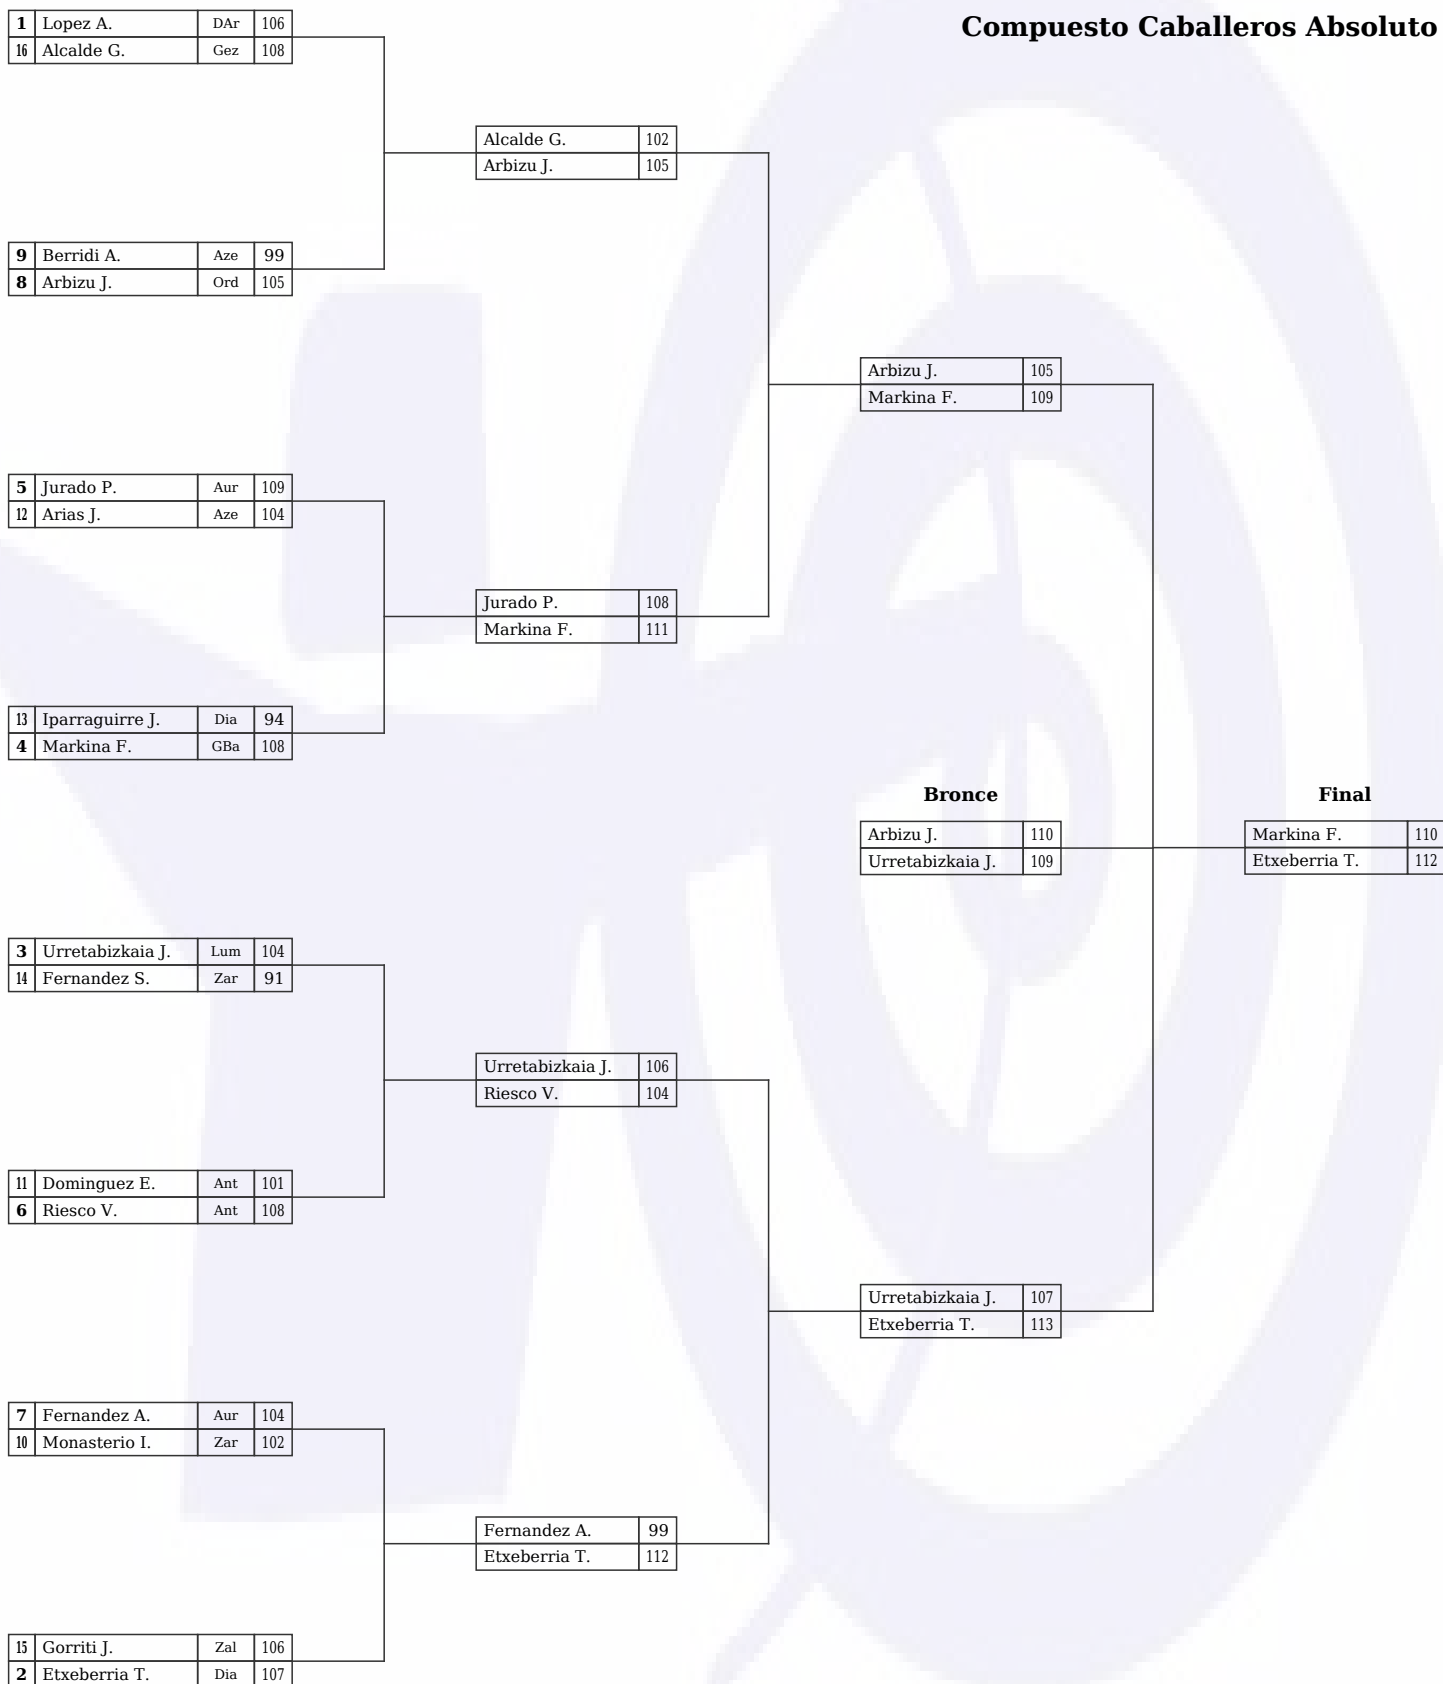 Compuesto Caballeros Absoluto
1 Lopez A. DAr 106
16 Alcalde G. Gez 108
Alcalde G. 102
Arbizu J. 105
9 Berridi A. Aze 99
8 Arbizu J. Ord 105
Arbizu J. 105
Markina F. 109
5 Jurado P. Aur 109
12 Arias J. Aze 104
Jurado P. 108
Markina F. 111
13 Iparraguirre J. Dia 94
4 Markina F. GBa 108
Bronce
Arbizu J. 110
Urretabizkaia J. 109
Final
Markina F. 110
Etxeberria T. 112
3 Urretabizkaia J. Lum 104
14 Fernandez S. Zar 91
Urretabizkaia J. 106
Riesco V. 104
11 Dominguez E. Ant 101
6 Riesco V. Ant 108
Urretabizkaia J. 107
Etxeberria T. 113
7 Fernandez A. Aur 104
10 Monasterio I. Zar 102
Fernandez A. 99
Etxeberria T. 112
15 Gorriti J. Zal 106
2 Etxeberria T. Dia 107